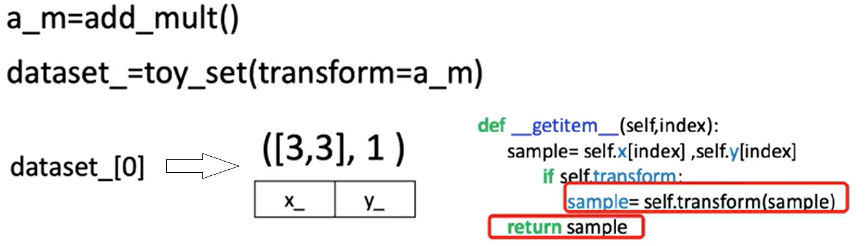 a_m=add_mult()
dataset_=toy_set(transform=a_m)
dataset_[0]
([3,3], 1 )
x_ y_
def __getitem__(self,index):
sample= self.x[index] ,self.y[index]
if self.transform:
sample= self.transform(sample)
return sample